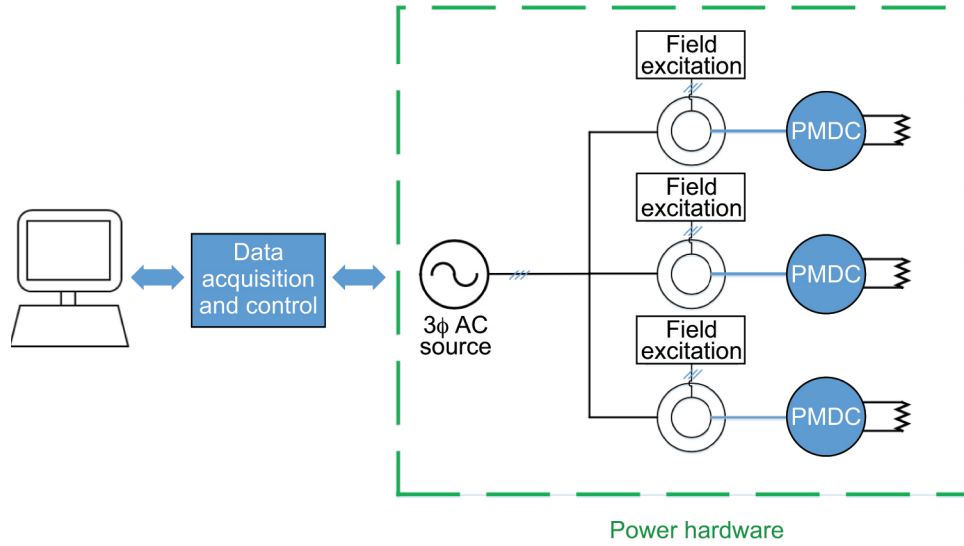 Field
excitation
PMDC
Field
excitation
PMDC
Data
acquisition
and control
3ϕ AC
source
Field
excitation
PMDC
Power hardware